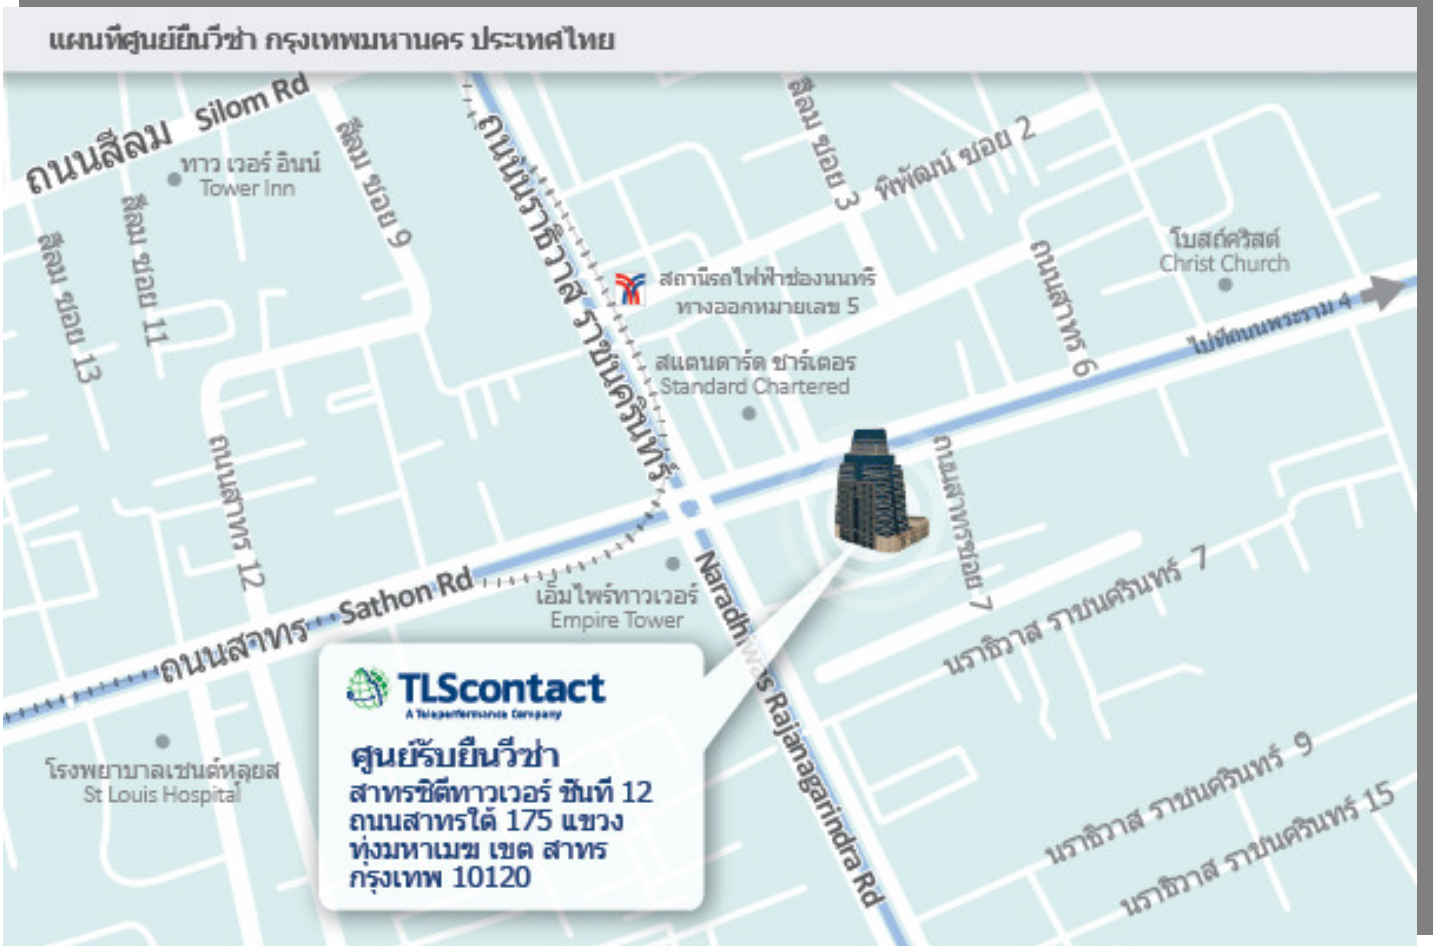 แผนที่ศูนย์ยื่นวีซ่า กรุงเทพมหานคร ประเทศไทย
ถนนสีลม Silom Rd
ทาว เวอร์ อินน์
Tower Inn
สีลม ซอย 9
สีลม ซอย 11
สีลม ซอย 13
ถนนนราธิวาส ราชนครินทร์
สีลม ซอย 3
พิพัฒน์ ซอย 2
สถานีรถไฟฟ้าช่องนนทรี
ทางออกหมายเลข 5
โบสถ์คริสต์
Christ Church
ถนนสาทร 6
ไปที่ถนนพระราม 4
สแตนดาร์ด ชาร์เตอร
Standard Chartered
ถนนสาทร 12
ถนนสาทรซอย 7
เอ็มไพร์ทาวเวอร์
Empire Tower
ถนนสาทร Sathon Rd
Naradhiwas Rajanagarindra Rd
นราธิวาส ราชนครินทร์ 7
นราธิวาส ราชนครินทร์ 9
นราธิวาส ราชนครินทร์ 15
โรงพยาบาลเซนต์หลุยส
St Louis Hospital
TLScontact
A Teleperformance Company
ศูนย์รับยื่นวีซ่า
สาทรซิตี้ทาวเวอร์ ชั้นที่ 12
ถนนสาทรใต้ 175 แขวง
ทุ่งมหาเมฆ เขต สาทร
กรุงเทพ 10120